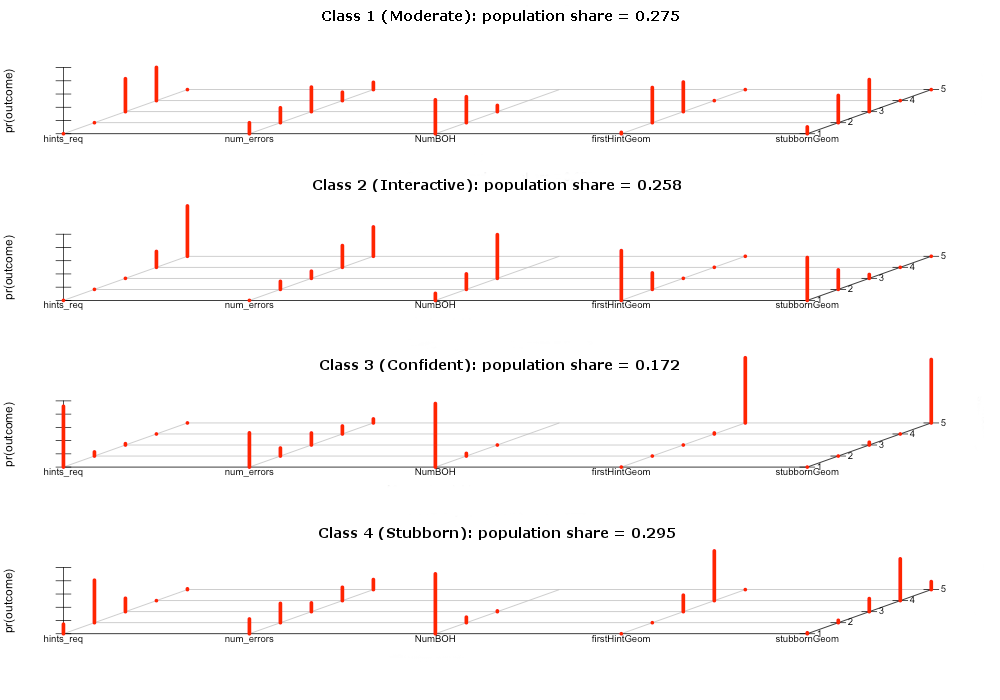 Class 1 (Moderate): population share = 0.275
pr(outcome)
5
4
3
2
1
hints_req num_errors NumBOH firstHintGeom stubbornGeom
Class 2 (Interactive): population share = 0.258
pr(outcome)
5
4
3
2
1
hints_req num_errors NumBOH firstHintGeom stubbornGeom
Class 3 (Confident): population share = 0.172
pr(outcome)
5
4
3
2
1
hints_req num_errors NumBOH firstHintGeom stubbornGeom
Class 4 (Stubborn): population share = 0.295
pr(outcome)
5
4
3
2
1
hints_req num_errors NumBOH firstHintGeom stubbornGeom